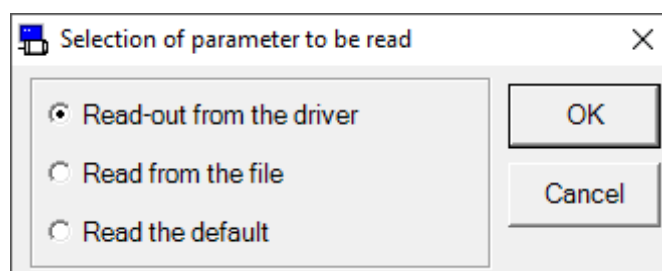 Selection of parameter to be read
Read-out from the driver
OK
Read from the file
Cancel
Read the default